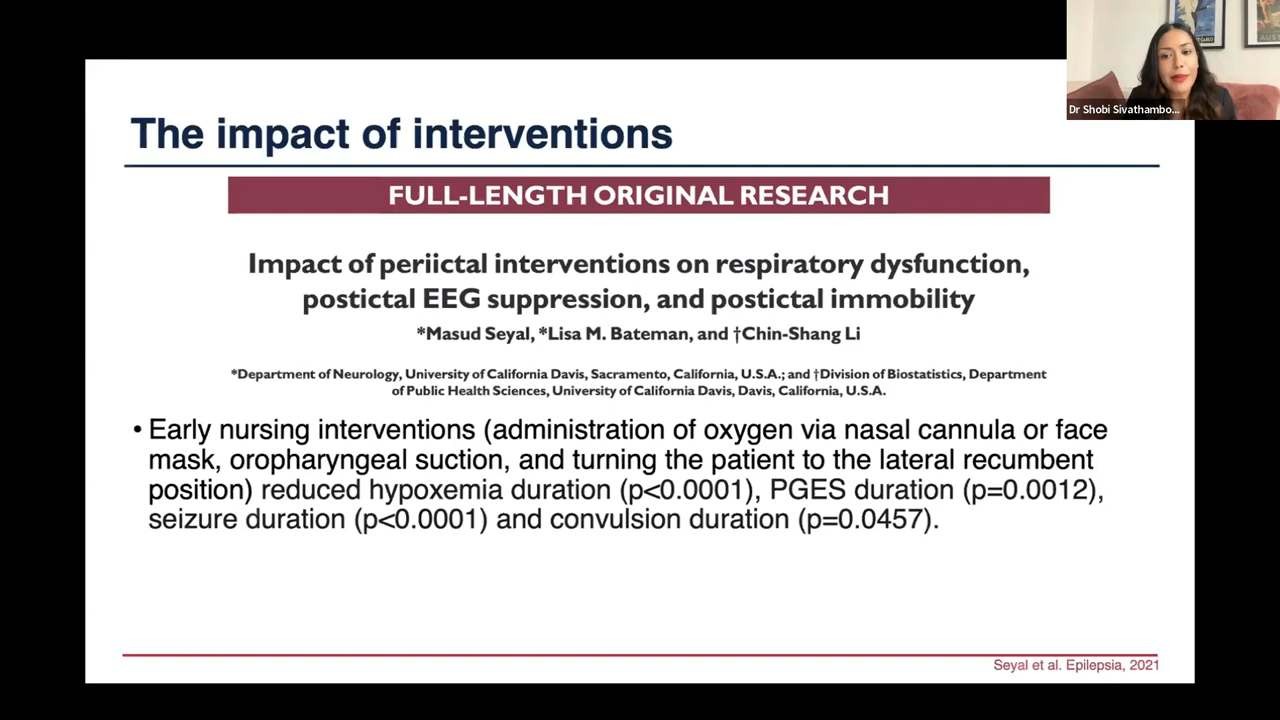 Dr Shobi Sivathambo...
The impact of interventions
FULL-LENGTH ORIGINAL RESEARCH
Impact of periictal interventions on respiratory dysfunction,
postictal EEG suppression, and postictal immobility
*Masud Seyal, *Lisa M. Bateman, and †Chin-Shang Li
*Department of Neurology, University of California Davis, Sacramento, California, U.S.A.; and †Division of Biostatistics, Department
of Public Health Sciences, University of California Davis, Davis, California, U.S.A.
• Early nursing interventions (administration of oxygen via nasal cannula or face
mask, oropharyngeal suction, and turning the patient to the lateral recumbent
position) reduced hypoxemia duration (p<0.0001), PGES duration (p=0.0012),
seizure duration (p<0.0001) and convulsion duration (p=0.0457).
Seyal et al. Epilepsia, 2021